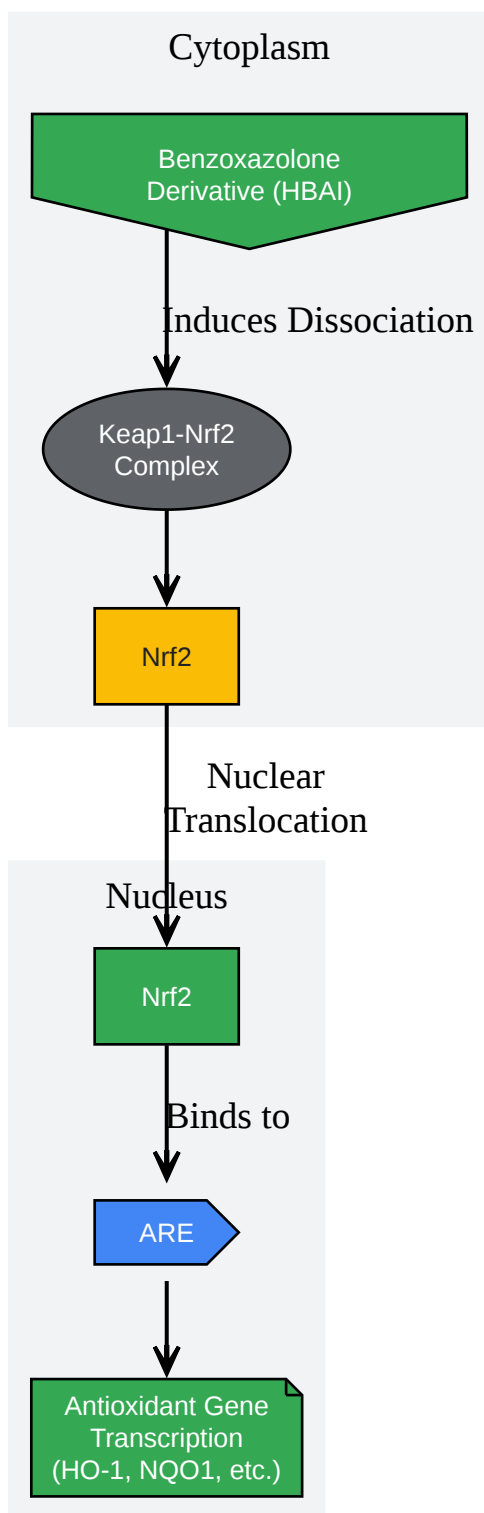 Cytoplasm
Benzoxazolone
Derivative (HBAI)
Induces Dissociation
Keap1-Nrf2
Complex
Nrf2
Nuclear
Translocation
Nucleus
Nrf2
Binds to
ARE
Antioxidant Gene
Transcription
(HO-1, NQO1, etc.)